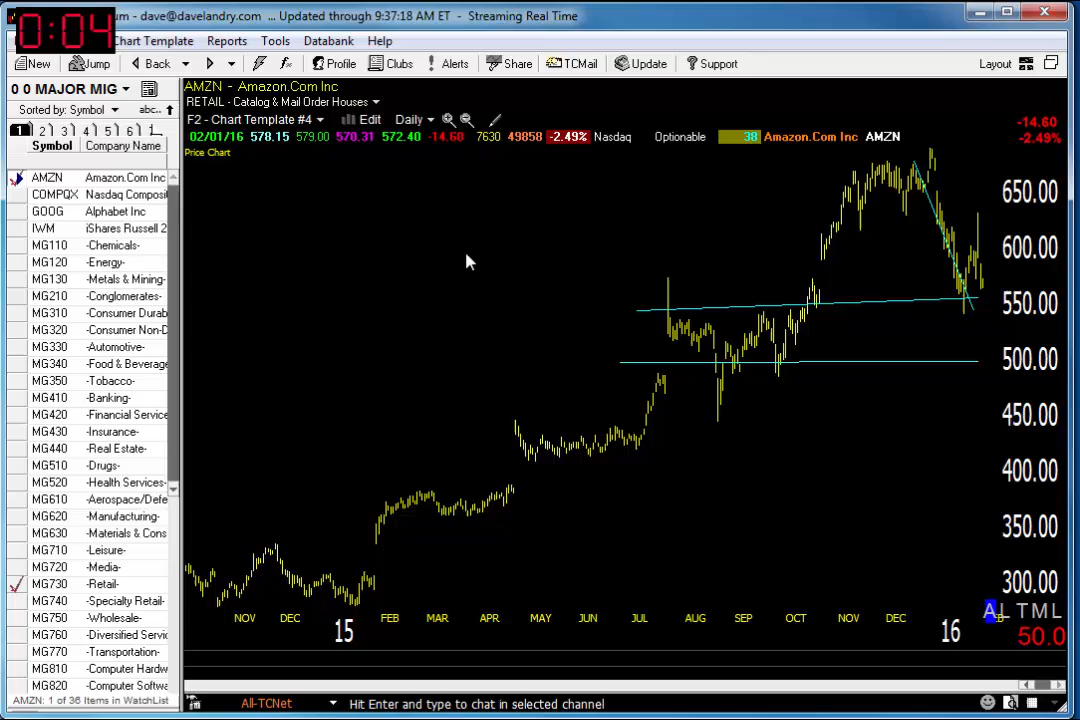 0:04
um - dave@davelandry.com ... Updated through 9:37:18 AM ET - Streaming Real Time
Chart Template Reports Tools Databank Help
New Jump Back Profile Clubs Alerts Share TCMail Update Support Layout
0 0 MAJOR MIG
AMZN - Amazon.Com Inc
RETAIL - Catalog & Mail Order Houses
Sorted by: Symbol abc..
F2 - Chart Template #4 Edit Daily
-14.60
1 2 3 4 5 6 1
02/01/16 578.15 579.00 570.31 572.40 -14.60 7630 49858 -2.49% Nasdaq Optionable 38 Amazon.Com Inc AMZN
-2.49%
Symbol Company Name
Price Chart
AMZN Amazon.Com Inc
COMPQX Nasdaq Composi
GOOG Alphabet Inc
IWM iShares Russell 2
MG110 -Chemicals-
MG120 -Energy-
MG130 -Metals & Mining-
MG210 -Conglomerates-
MG310 -Consumer Durab
MG320 -Consumer Non-D
MG330 -Automotive-
MG340 -Food & Beverage
MG350 -Tobacco-
MG410 -Banking-
MG420 -Financial Service
MG430 -Insurance-
MG440 -Real Estate-
MG510 -Drugs-
MG520 -Health Services-
MG610 -Aerospace/Defe
MG620 -Manufacturing-
MG630 -Materials & Cons
MG710 -Leisure-
MG720 -Media-
MG730 -Retail-
MG740 -Specialty Retail-
MG750 -Wholesale-
MG760 -Diversified Servic
MG770 -Transportation-
MG810 -Computer Hardw
MG820 -Computer Softwa
650.00
600.00
550.00
500.00
450.00
400.00
350.00
300.00
NOV DEC 15 FEB MAR APR MAY JUN JUL AUG SEP OCT NOV DEC 16
A L T M L
50.0
AMZN: 1 of 36 Items in WatchList
All-TCNet Hit Enter and type to chat in selected channel